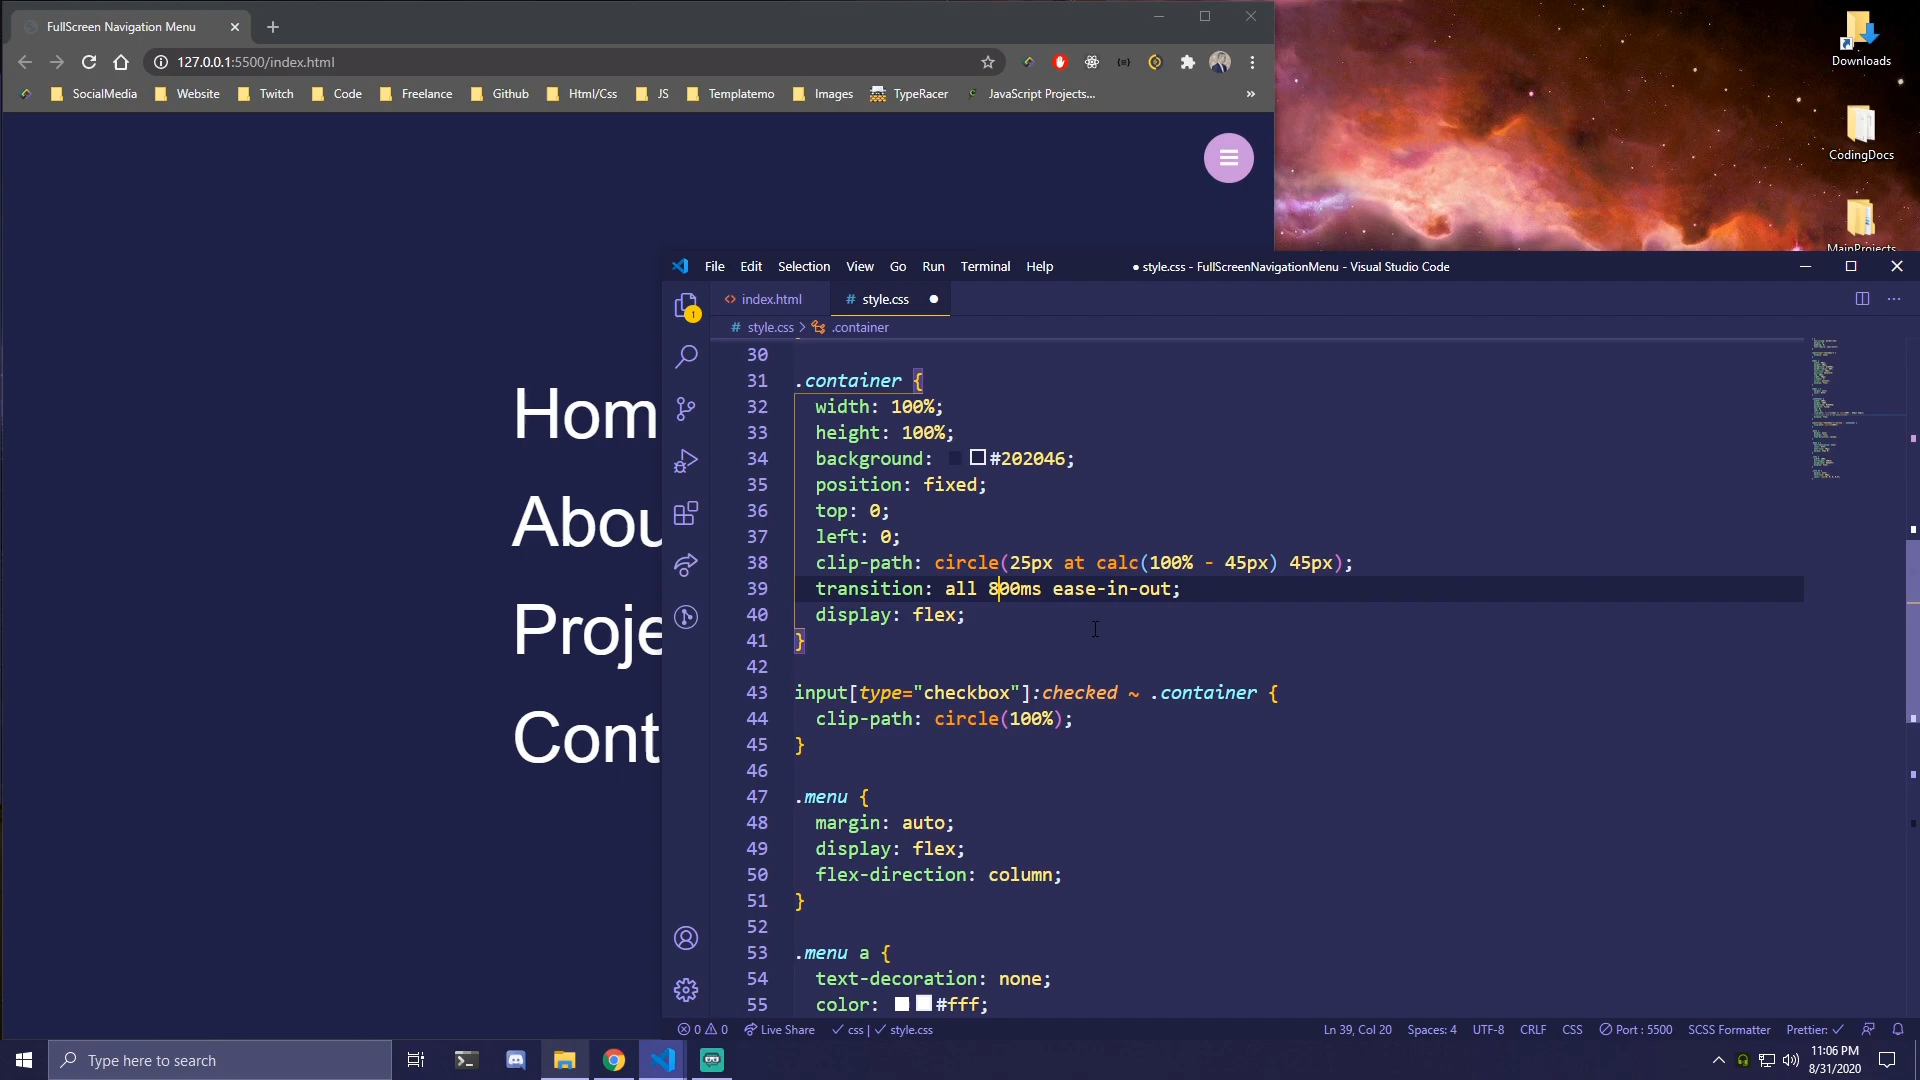 FullScreen Navigation Menu
127.0.0.1:5500/index.html
SocialMedia
Website
Twitch
Code
Freelance
Github
Html/Css
JS
Templatemo
Images
TypeRacer
JavaScript Projects...
»
Downloads
CodingDocs
MainProjects
Hom
Abou
Proje
Cont
File Edit Selection View Go Run Terminal Help
● style.css - FullScreenNavigationMenu - Visual Studio Code
1
<> index.html
# style.css
# style.css > .container
30
31 .container {
32 width: 100%;
33 height: 100%;
34 background: #202046;
35 position: fixed;
36 top: 0;
37 left: 0;
38 clip-path: circle(25px at calc(100% - 45px) 45px);
39 transition: all 800ms ease-in-out;
40 display: flex;
41 }
42
43 input[type="checkbox"]:checked ~ .container {
44 clip-path: circle(100%);
45 }
46
47 .menu {
48 margin: auto;
49 display: flex;
50 flex-direction: column;
51 }
52
53 .menu a {
54 text-decoration: none;
55 color: #fff;
0 0 Live Share ✓ css | ✓ style.css
Ln 39, Col 20 Spaces: 4 UTF-8 CRLF CSS Port : 5500 SCSS Formatter Prettier: ✓
Type here to search
11:06 PM
8/31/2020